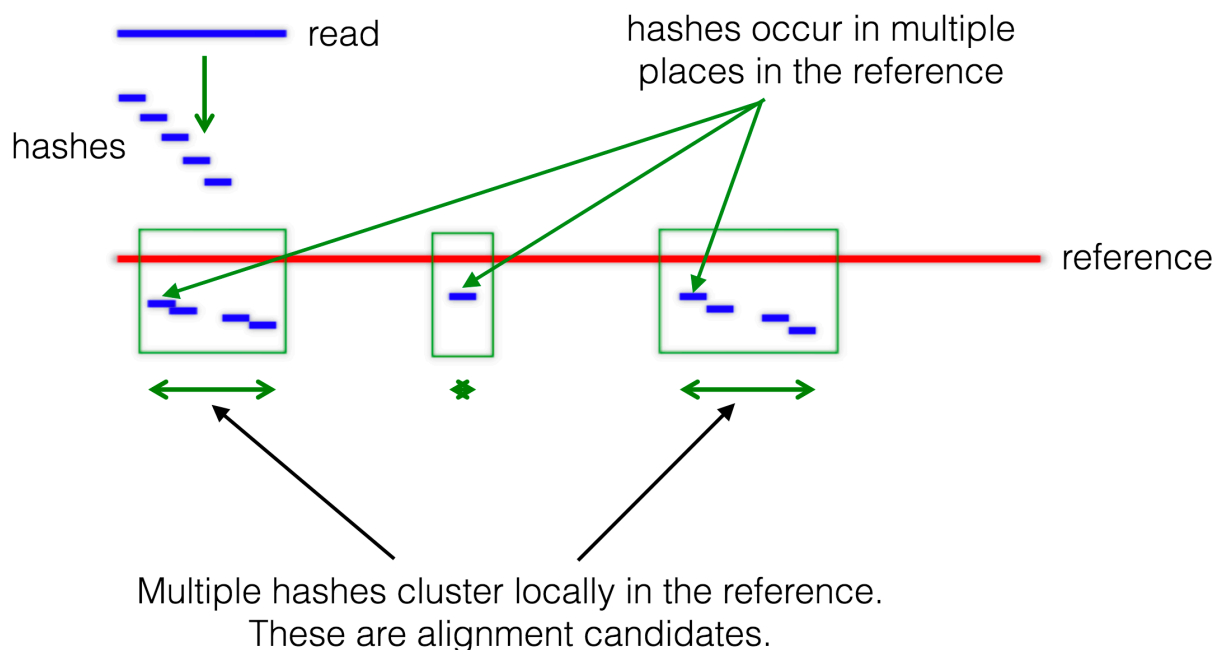 read
hashes occur in multiple
places in the reference
hashes
reference
Multiple hashes cluster locally in the reference.
These are alignment candidates.